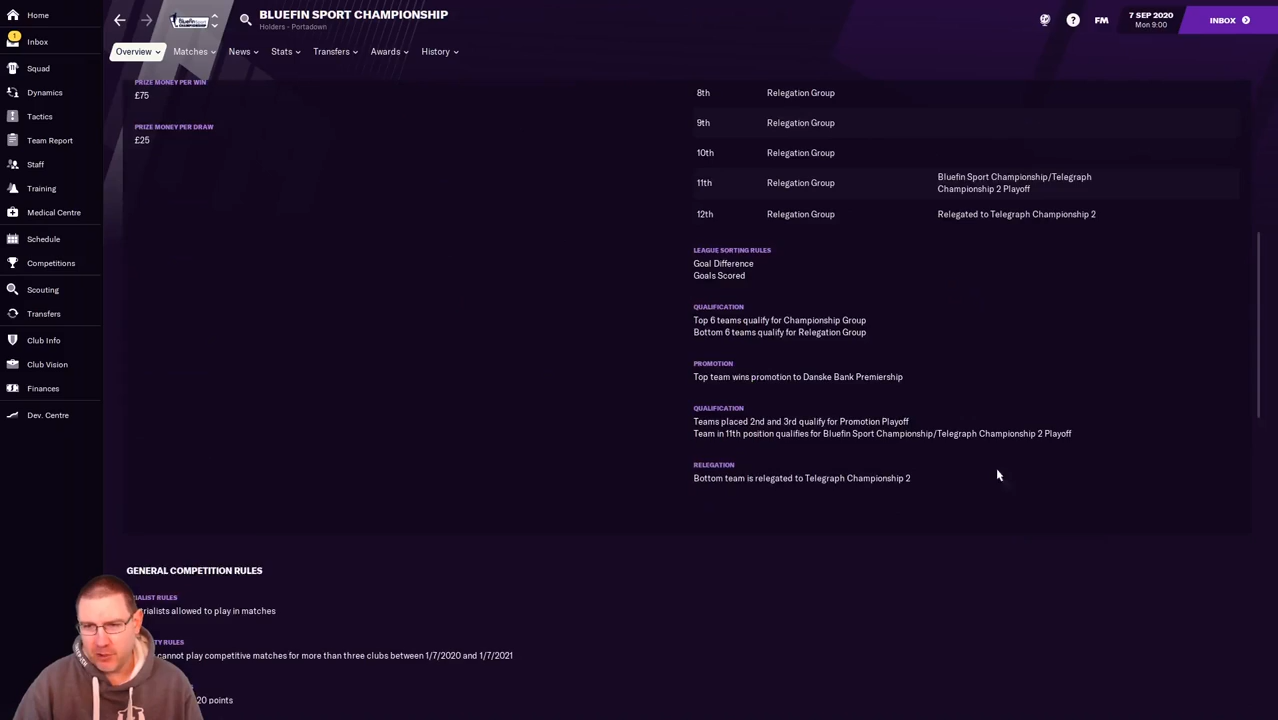 Home
BLUEFIN SPORT CHAMPIONSHIP
Holders - Portadown
FM
7 SEP 2020
Mon 9:00
INBOX
1
Inbox
Overview
Matches
News
Stats
Transfers
Awards
History
Squad
Dynamics
Tactics
Team Report
Staff
Training
Medical Centre
Schedule
Competitions
Scouting
Transfers
Club Info
Club Vision
Finances
Dev. Centre
PRIZE MONEY PER WIN
£75
PRIZE MONEY PER DRAW
£25
8th Relegation Group
9th Relegation Group
10th Relegation Group
11th Relegation Group Bluefin Sport Championship/Telegraph
Championship 2 Playoff
12th Relegation Group Relegated to Telegraph Championship 2
LEAGUE SORTING RULES
Goal Difference
Goals Scored
QUALIFICATION
Top 6 teams qualify for Championship Group
Bottom 6 teams qualify for Relegation Group
PROMOTION
Top team wins promotion to Danske Bank Premiership
QUALIFICATION
Teams placed 2nd and 3rd qualify for Promotion Playoff
Team in 11th position qualifies for Bluefin Sport Championship/Telegraph Championship 2 Playoff
RELEGATION
Bottom team is relegated to Telegraph Championship 2
GENERAL COMPETITION RULES
RULES
allowed to play in matches
RULES
cannot play competitive matches for more than three clubs between 1/7/2020 and 1/7/2021
20 points